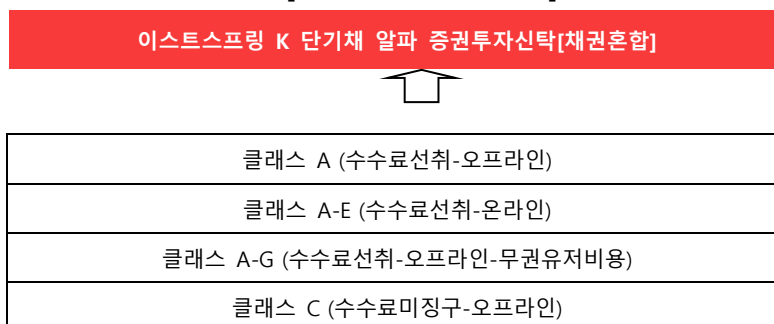 이스트스프링 K 단기채 알파 증권투자신탁[채권혼합]
클래스 A (수수료선취-오프라인)
클래스 A-E (수수료선취-온라인)
클래스 A-G (수수료선취-오프라인-무권유저비용)
클래스 C (수수료미징구-오프라인)